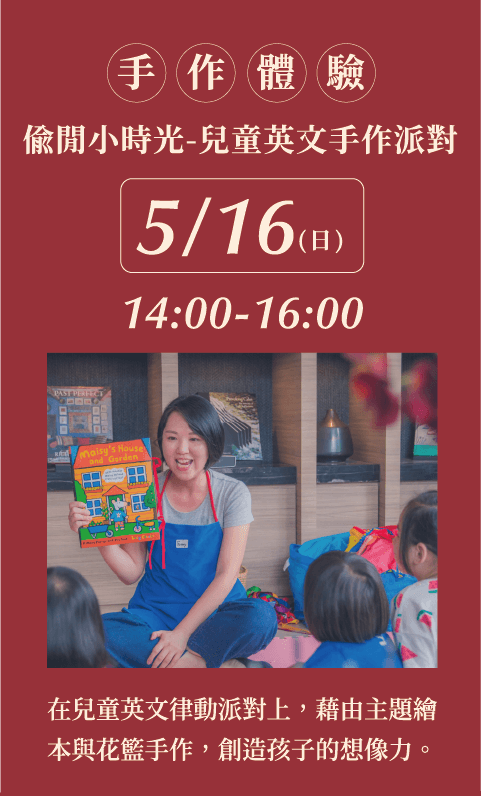 手作體驗
偷閒小時光-兒童英文手作派對
5/16(日)
14:00-16:00
PAST PERFECT
Maisy's House
and Garden
在兒童英文律動派對上，藉由主題繪
本與花籃手作，創造孩子的想像力。